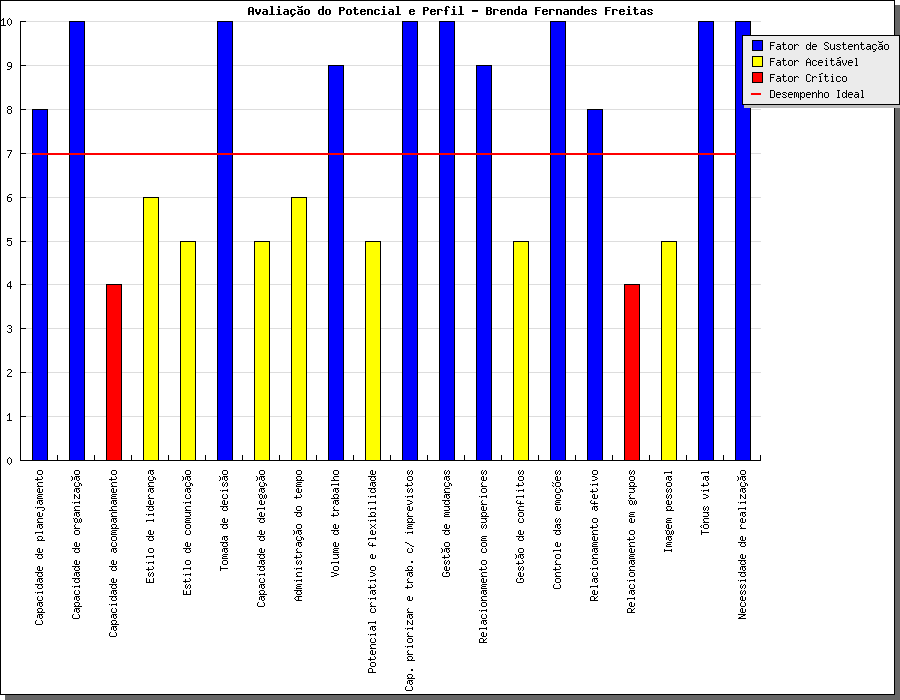 Avaliação do Potencial e Perfil - Brenda Fernandes Freitas
10
9
8
7
6
5
4
3
2
1
0
Fator de Sustentação
Fator Aceitável
Fator Crítico
Desempenho Ideal
Capacidade de planejamento
Capacidade de organização
Capacidade de acompanhamento
Estilo de liderança
Estilo de comunicação
Tomada de decisão
Capacidade de delegação
Administração do tempo
Volume de trabalho
Potencial criativo e flexibilidade
Cap. priorizar e trab. c/ imprevistos
Gestão de mudanças
Relacionamento com superiores
Gestão de conflitos
Controle das emoções
Relacionamento afetivo
Relacionamento em grupos
Imagem pessoal
Tônus vital
Necessidade de realização